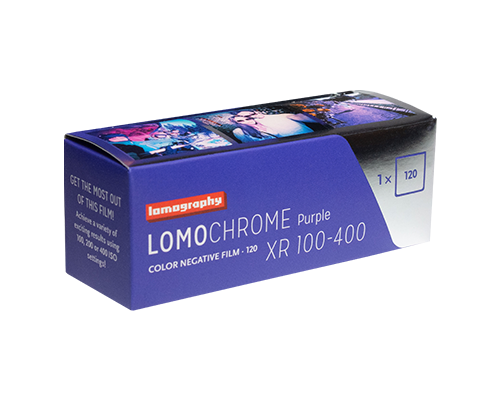 GET THE MOST OUT
OF THIS FILM!
Achieve a variety of
exciting results using
100, 200 or 400 ISO
settings!
lomography
LOMOCHROME Purple
COLOR NEGATIVE FILM · 120
XR 100-400
1× 120